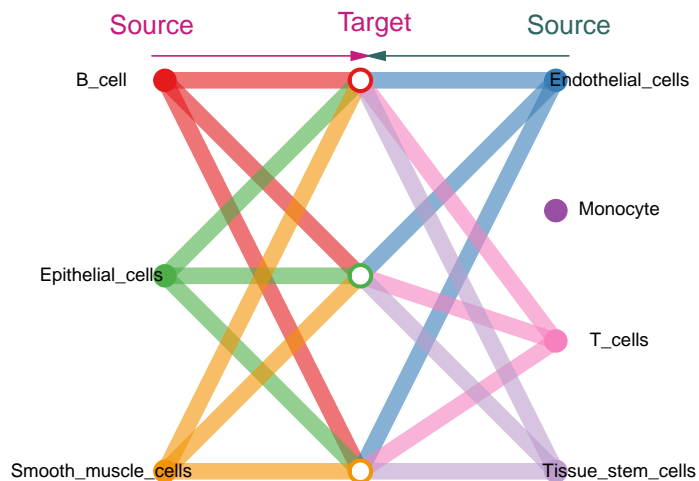 Source
Target
Source
B_cell
Endothelial_cells
Monocyte
Epithelial_cells
T_cells
Smooth_muscle_cells
Tissue_stem_cells